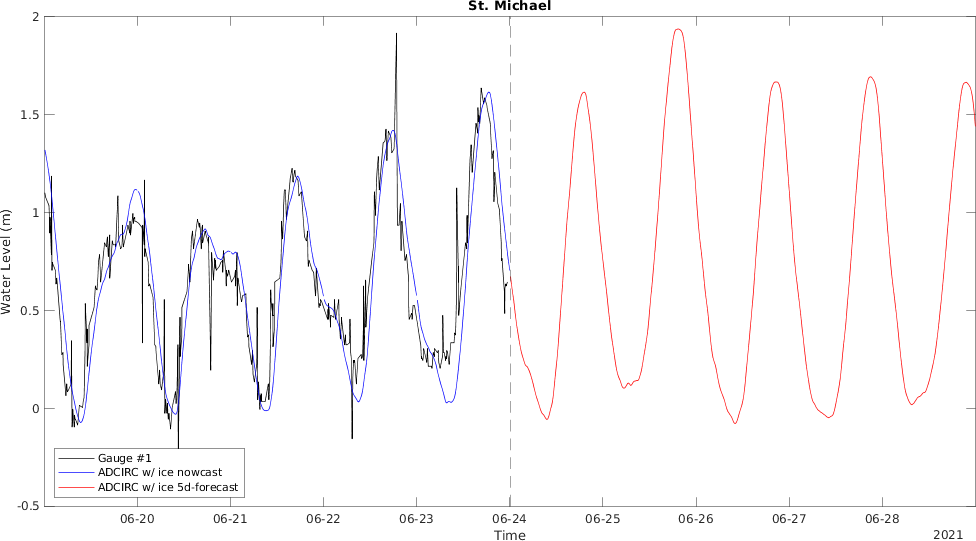 St. Michael
2
1.5
1
0.5
0
-0.5
Water Level (m)
Gauge #1
ADCIRC w/ ice nowcast
ADCIRC w/ ice 5d-forecast
06-20 06-21 06-22 06-23 06-24 06-25 06-26 06-27 06-28
Time
2021